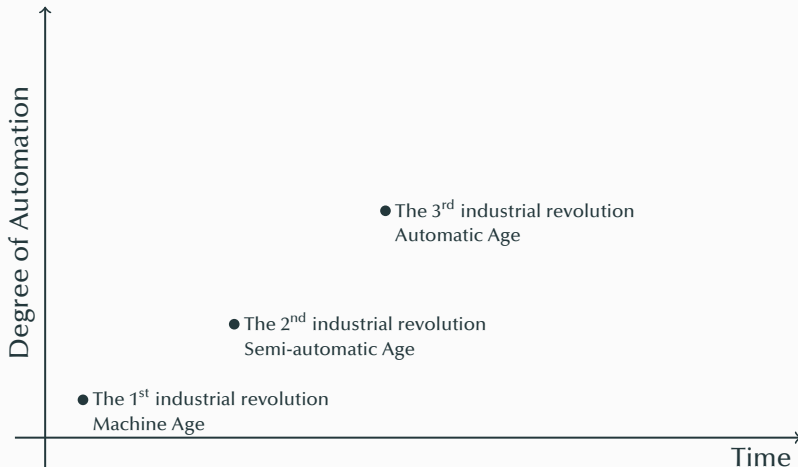 Degree of Automation
The 3rd industrial revolution
Automatic Age
The 2nd industrial revolution
Semi-automatic Age
The 1st industrial revolution
Machine Age
Time